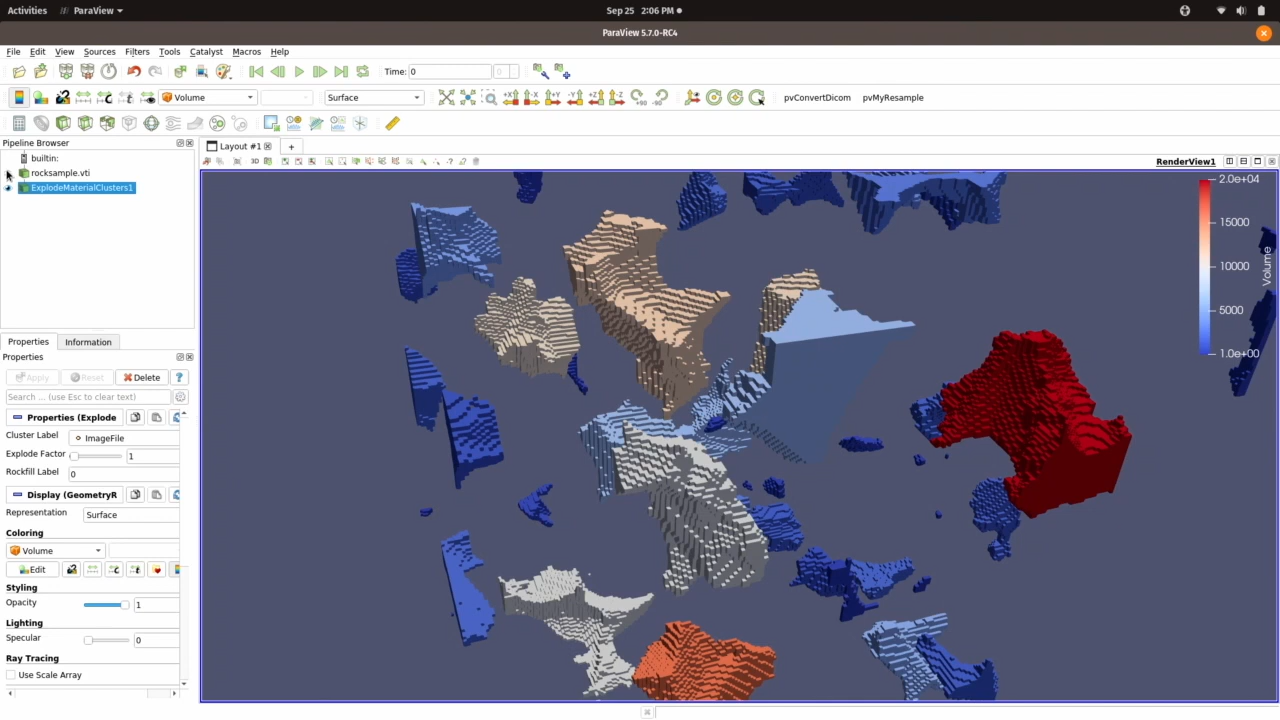 Activities
ParaView
Sep 25 2:06 PM
ParaView 5.7.0-RC4
File Edit View Sources Filters Tools Catalyst Macros Help
Time: 0
0
Volume
Surface
pvConvertDicom pvMyResample
Pipeline Browser
builtin:
rocksample.vti
ExplodeMaterialClusters1
Layout #1
RenderView1
2.0e+04
15000
10000
5000
1.0e+00
Volume
Properties Information
Properties
Apply Reset Delete ?
Search ... (use Esc to clear text)
Properties (Explode
Cluster Label ImageFile
Explode Factor 1
Rockfill Label 0
Display (GeometryR
Representation Surface
Coloring
Volume
Edit
Styling
Opacity 1
Lighting
Specular 0
Ray Tracing
Use Scale Array